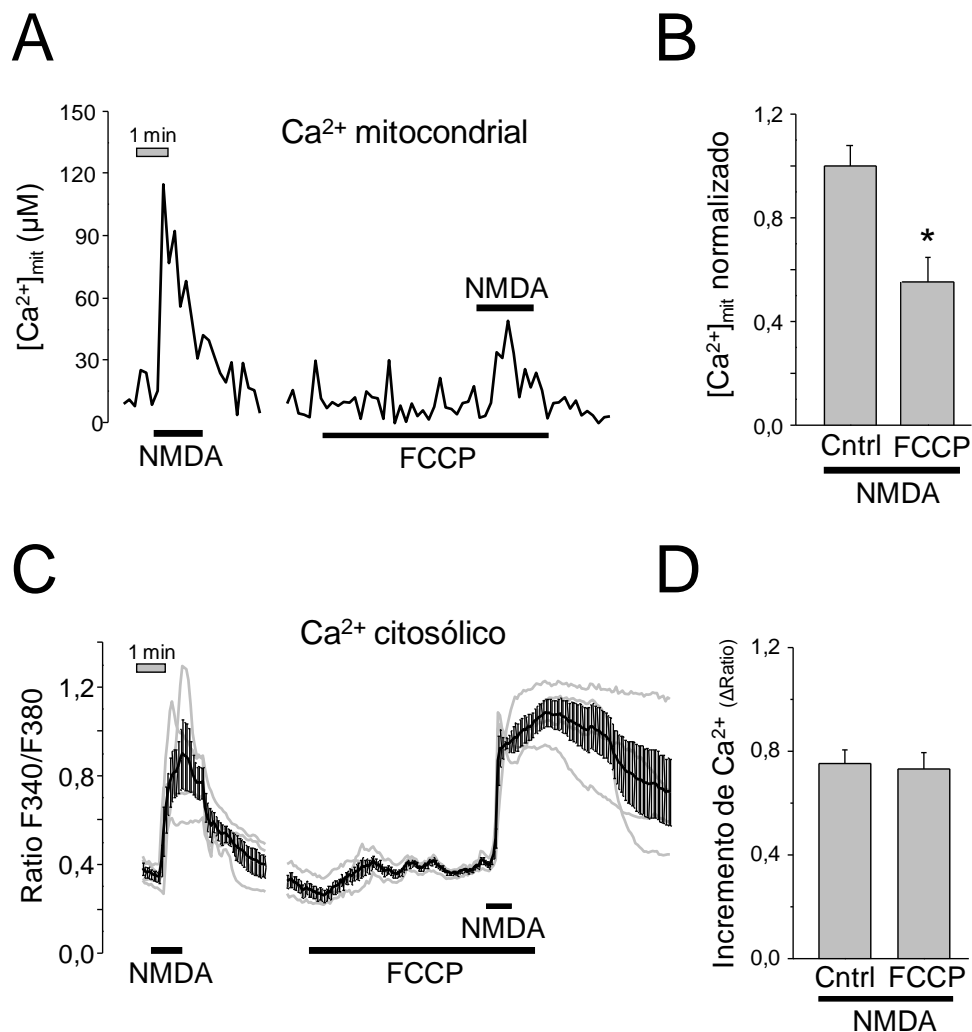 A
Ca²⁺ mitocondrial
[Ca²⁺]mit (µM)
150
120
90
60
30
0
1 min
NMDA
NMDA
FCCP
B
[Ca²⁺]mit normalizado
1,2
0,8
0,4
0,0
*
Cntrl FCCP
NMDA
C
Ca²⁺ citosólico
Ratio F340/F380
1,2
0,8
0,4
0,0
1 min
NMDA
NMDA
FCCP
D
Incremento de Ca²⁺ (ΔRatio)
1,2
0,8
0,4
0,0
Cntrl FCCP
NMDA